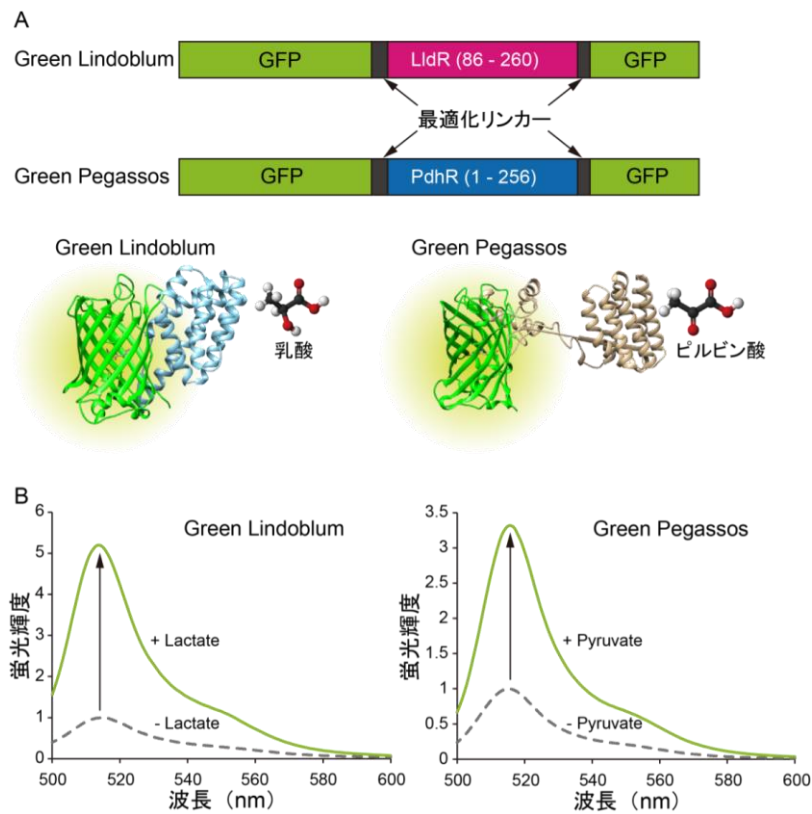 A
Green Lindoblum
GFP
LldR (86 - 260)
GFP
最適化リンカー
Green Pegassos
GFP
PdhR (1 - 256)
GFP
Green Lindoblum
Green Pegassos
乳酸
ピルビン酸
B
Green Lindoblum
蛍光輝度
6
5
4
3
2
1
0
+ Lactate
- Lactate
500
520
540
560
580
600
波長（nm）
Green Pegassos
蛍光輝度
3.5
3
2.5
2
1.5
1
0.5
0
+ Pyruvate
- Pyruvate
500
520
540
560
580
600
波長（nm）